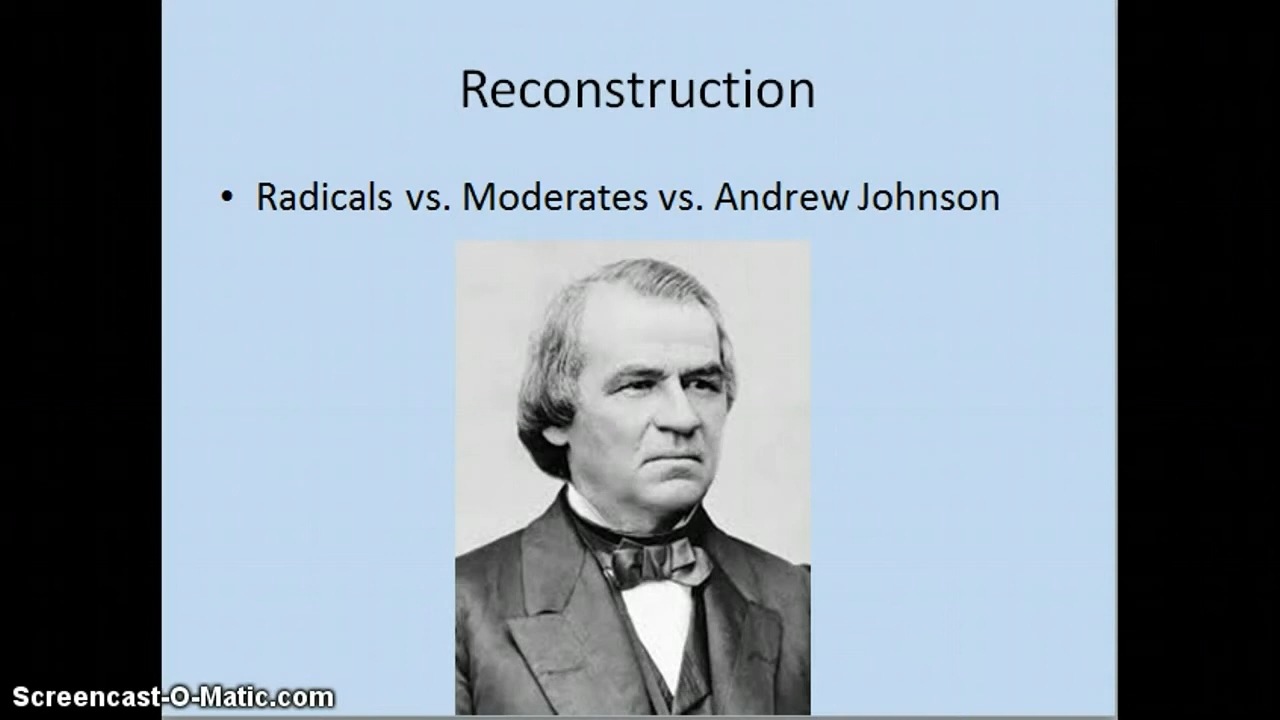 Reconstruction
• Radicals vs. Moderates vs. Andrew Johnson
Screencast-O-Matic.com